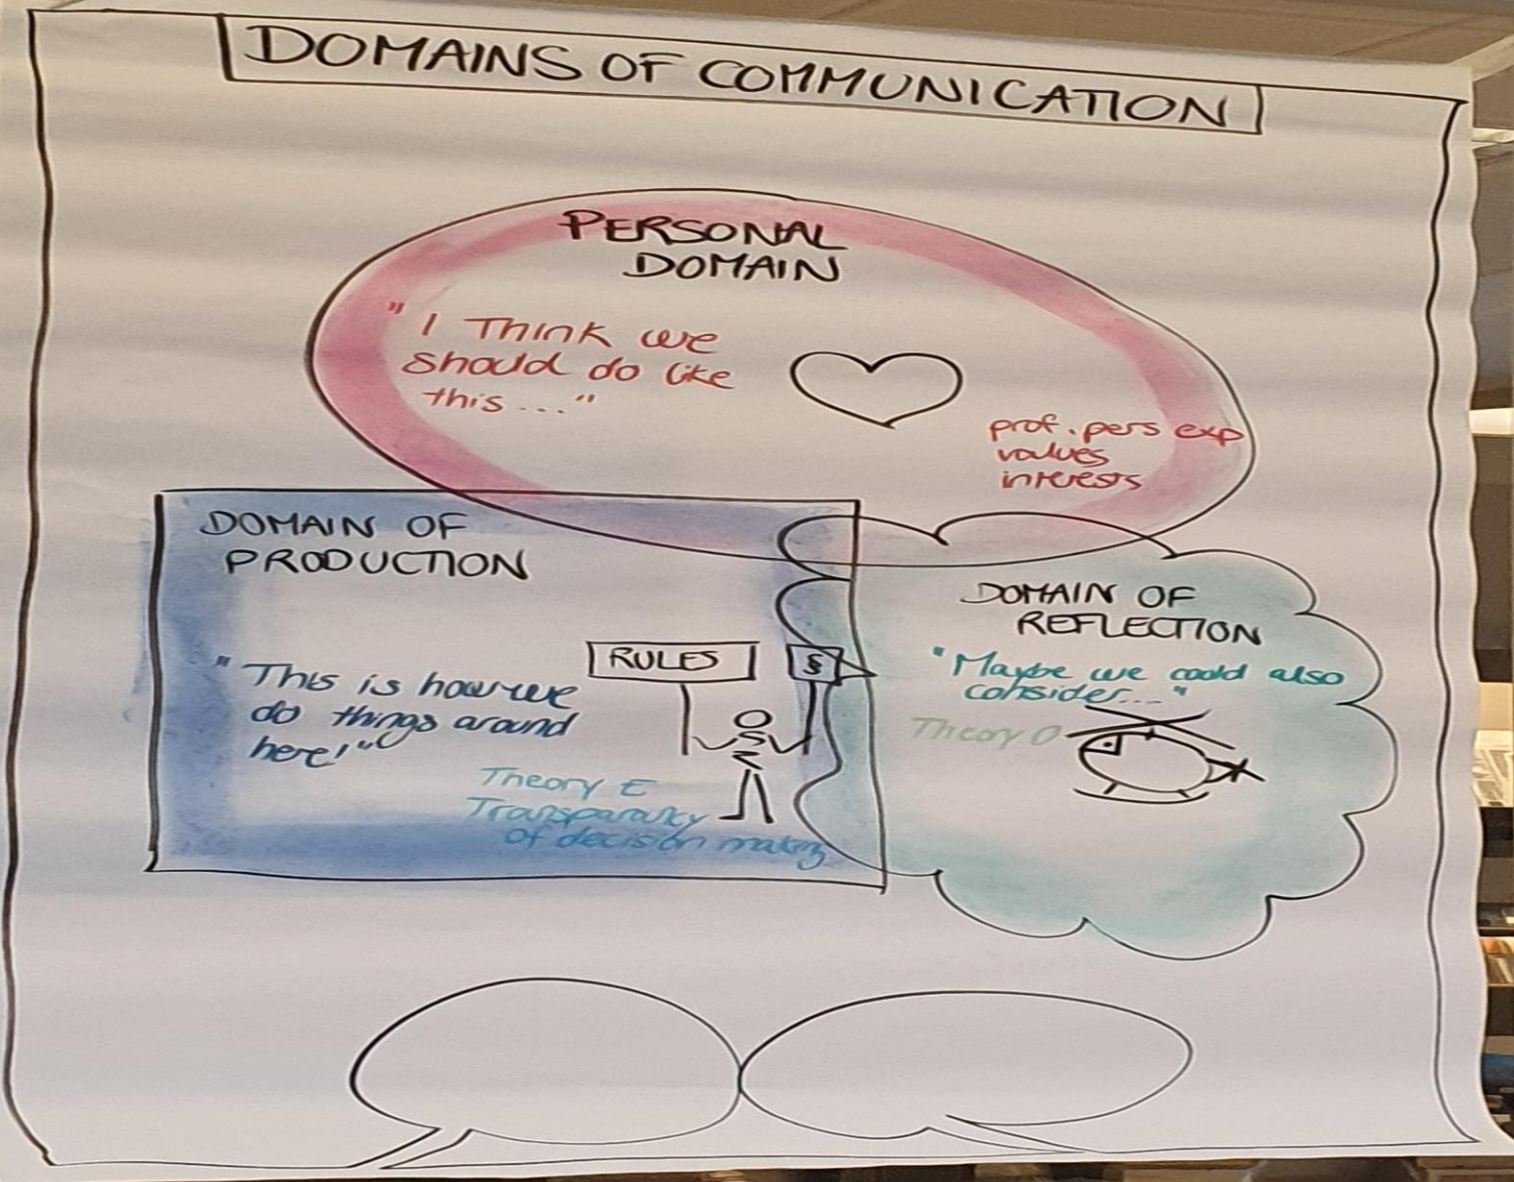 DOMAINS OF COMMUNICATION
PERSONAL
DOMAIN
"I Think we
should do like
this..."
prof. pers exp
values
interests
DOMAIN OF
PRODUCTION
"This is how we
do things around
here!"
RULES
§
Theory E
Transparancy
of decision making
DOMAIN OF
REFLECTION
"Maybe we could also
consider..."
Theory O